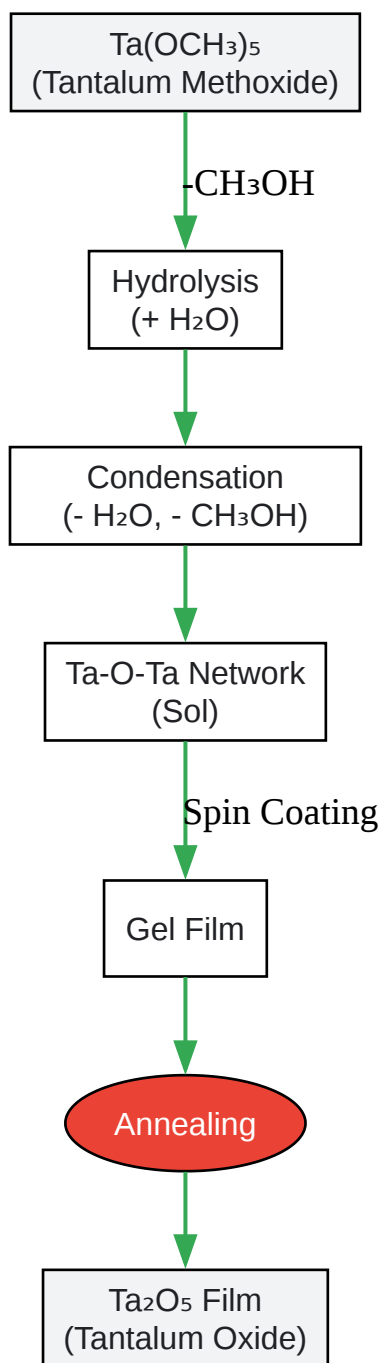 Ta(OCH₃)₅
(Tantalum Methoxide)
-CH₃OH
Hydrolysis
(+ H₂O)
Condensation
(- H₂O, - CH₃OH)
Ta-O-Ta Network
(Sol)
Spin Coating
Gel Film
Annealing
Ta₂O₅ Film
(Tantalum Oxide)